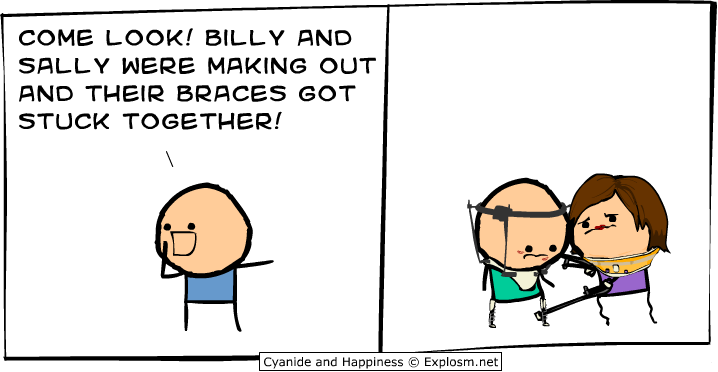 COME LOOK! BILLY AND
SALLY WERE MAKING OUT
AND THEIR BRACES GOT
STUCK TOGETHER!
Cyanide and Happiness © Explosm.net